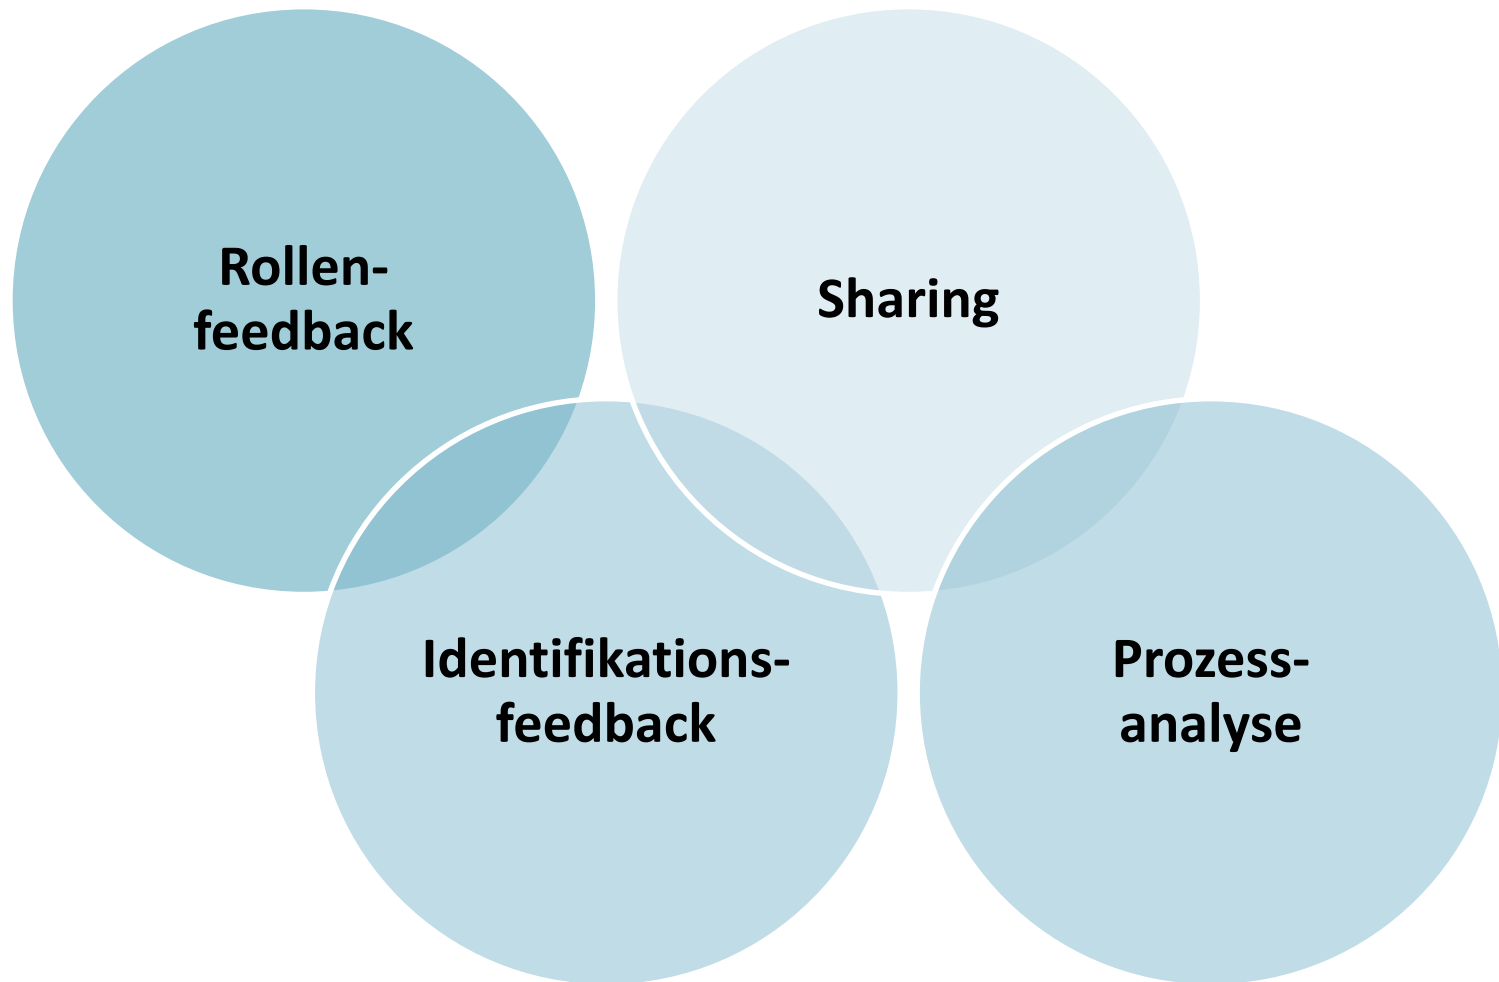 Rollen-
feedback
Sharing
Identifikations-
feedback
Prozess-
analyse